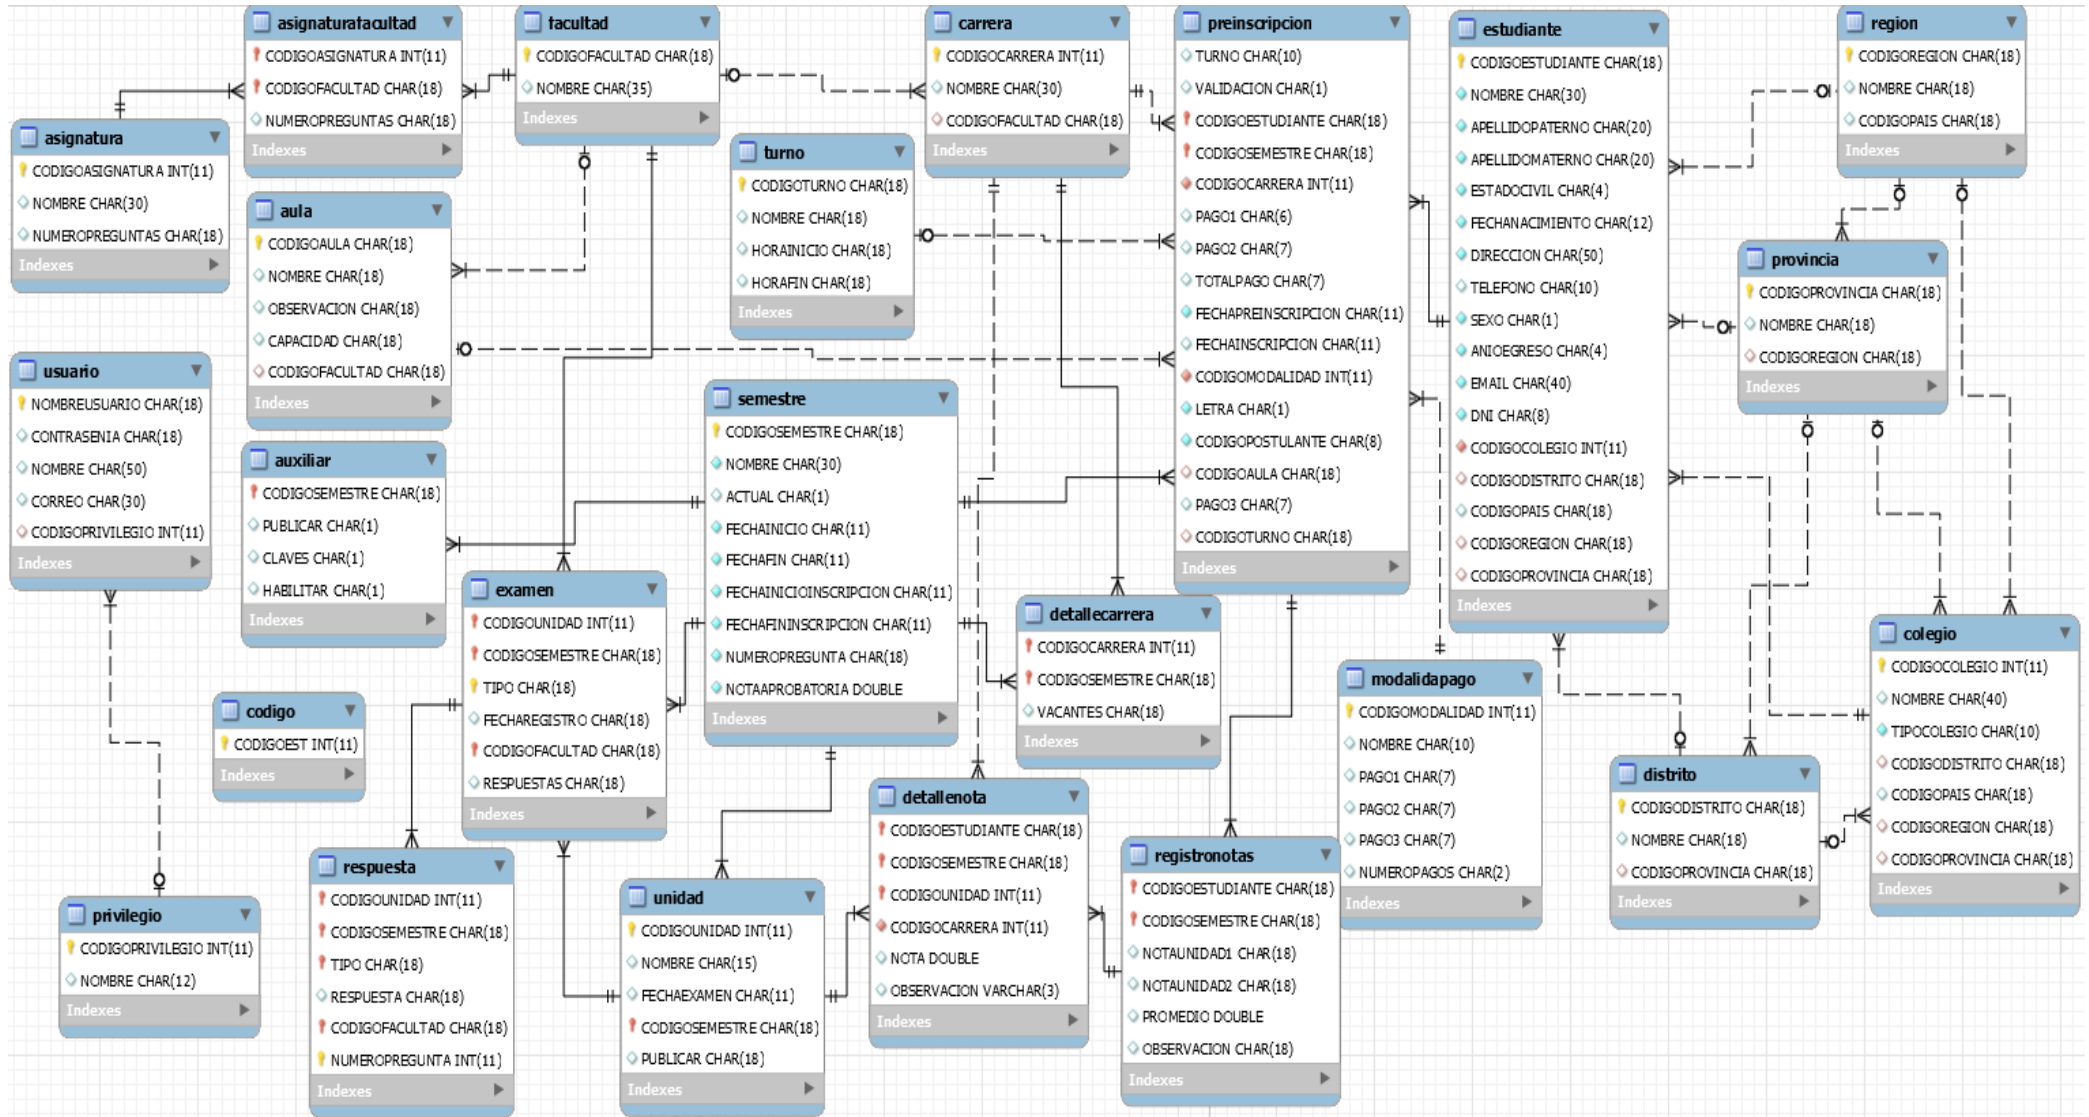 asignaturafacultad
CODIGOASIGNATURA INT(11)
CODIGOFACULTAD CHAR(18)
NUMEROPREGUNTAS CHAR(18)
Indexes
facultad
CODIGOFACULTAD CHAR(18)
NOMBRE CHAR(35)
Indexes
carrera
CODIGOCARRERA INT(11)
NOMBRE CHAR(30)
CODIGOFACULTAD CHAR(18)
Indexes
preinscripcion
TURNO CHAR(10)
VALIDACION CHAR(1)
CODIGOESTUDIANTE CHAR(18)
CODIGOSEMESTRE CHAR(18)
CODIGOCARRERA INT(11)
PAGO1 CHAR(6)
PAGO2 CHAR(7)
TOTALPAGO CHAR(7)
FECHAPREINSCRIPCION CHAR(11)
FECHAINSCRIPCION CHAR(11)
CODIGOMODALIDAD INT(11)
LETRA CHAR(1)
CODIGOPOSTULANTE CHAR(8)
CODIGOAULA CHAR(18)
PAGO3 CHAR(7)
CODIGOTURNO CHAR(18)
Indexes
estudiante
CODIGOESTUDIANTE CHAR(18)
NOMBRE CHAR(30)
APELLIDOPATERNO CHAR(20)
APELLIDOMATERNO CHAR(20)
ESTADOCIVIL CHAR(4)
FECHANACIMIENTO CHAR(12)
DIRECCION CHAR(50)
TELEFONO CHAR(10)
SEXO CHAR(1)
ANIOEGRESO CHAR(4)
EMAIL CHAR(40)
DNI CHAR(8)
CODIGOCOLEGIO INT(11)
CODIGODISTRITO CHAR(18)
CODIGOPAIS CHAR(18)
CODIGOREGION CHAR(18)
CODIGOPROVINCIA CHAR(18)
Indexes
region
CODIGOREGION CHAR(18)
NOMBRE CHAR(18)
CODIGOPAIS CHAR(18)
Indexes
asignatura
CODIGOASIGNATURA INT(11)
NOMBRE CHAR(30)
NUMEROPREGUNTAS CHAR(18)
Indexes
aula
CODIGOAULA CHAR(18)
NOMBRE CHAR(18)
OBSERVACION CHAR(18)
CAPACIDAD CHAR(18)
CODIGOFACULTAD CHAR(18)
Indexes
turno
CODIGOTURNO CHAR(18)
NOMBRE CHAR(18)
HORAINICIO CHAR(18)
HORAFIN CHAR(18)
Indexes
provincia
CODIGOPROVINCIA CHAR(18)
NOMBRE CHAR(18)
CODIGOREGION CHAR(18)
Indexes
usuario
NOMBREUSUARIO CHAR(18)
CONTRASENIA CHAR(18)
NOMBRE CHAR(50)
CORREO CHAR(30)
CODIGOPRIVILEGIO INT(11)
Indexes
auxiliar
CODIGOSEMESTRE CHAR(18)
PUBLICAR CHAR(1)
CLAVES CHAR(1)
HABILITAR CHAR(1)
Indexes
semestre
CODIGOSEMESTRE CHAR(18)
NOMBRE CHAR(30)
ACTUAL CHAR(1)
FECHAINICIO CHAR(11)
FECHAFIN CHAR(11)
FECHAINICIOINSCRIPCION CHAR(11)
FECHAFININSCRIPCION CHAR(11)
NUMEROPREGUNTA CHAR(18)
NOTAAPROBATORIA DOUBLE
Indexes
examen
CODIGOUNIDAD INT(11)
CODIGOSEMESTRE CHAR(18)
TIPO CHAR(18)
FECHAREGISTRO CHAR(18)
CODIGOFACULTAD CHAR(18)
RESPUESTAS CHAR(18)
Indexes
detallecarrera
CODIGOCARRERA INT(11)
CODIGOSEMESTRE CHAR(18)
VACANTES CHAR(18)
Indexes
colegio
CODIGOCOLEGIO INT(11)
NOMBRE CHAR(40)
TIPOCOLEGIO CHAR(10)
CODIGODISTRITO CHAR(18)
CODIGOPAIS CHAR(18)
CODIGOREGION CHAR(18)
CODIGOPROVINCIA CHAR(18)
Indexes
modalidapago
CODIGOMODALIDAD INT(11)
NOMBRE CHAR(10)
PAGO1 CHAR(7)
PAGO2 CHAR(7)
PAGO3 CHAR(7)
NUMEROPAGOS CHAR(2)
Indexes
codigo
CODIGOEST INT(11)
Indexes
distrito
CODIGODISTRITO CHAR(18)
NOMBRE CHAR(18)
CODIGOPROVINCIA CHAR(18)
Indexes
detallenota
CODIGOESTUDIANTE CHAR(18)
CODIGOSEMESTRE CHAR(18)
CODIGOUNIDAD INT(11)
CODIGOCARRERA INT(11)
NOTA DOUBLE
OBSERVACION VARCHAR(3)
Indexes
registronotas
CODIGOESTUDIANTE CHAR(18)
CODIGOSEMESTRE CHAR(18)
NOTAUNIDAD1 CHAR(18)
NOTAUNIDAD2 CHAR(18)
PROMEDIO DOUBLE
OBSERVACION CHAR(18)
Indexes
respuesta
CODIGOUNIDAD INT(11)
CODIGOSEMESTRE CHAR(18)
TIPO CHAR(18)
RESPUESTA CHAR(18)
CODIGOFACULTAD CHAR(18)
NUMEROPREGUNTA INT(11)
Indexes
unidad
CODIGOUNIDAD INT(11)
NOMBRE CHAR(15)
FECHAEXAMEN CHAR(11)
CODIGOSEMESTRE CHAR(18)
PUBLICAR CHAR(18)
Indexes
privilegio
CODIGOPRIVILEGIO INT(11)
NOMBRE CHAR(12)
Indexes